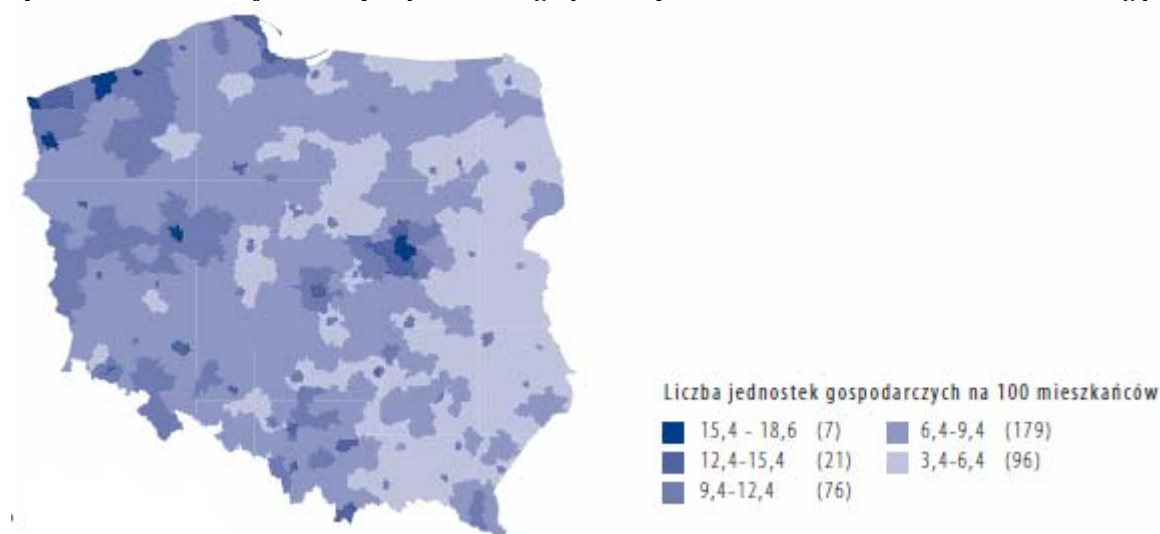 Liczba jednostek gospodarczych na 100 mieszkańców
15,4 - 18,6 (7)
12,4-15,4 (21)
9,4-12,4 (76)
6,4-9,4 (179)
3,4-6,4 (96)